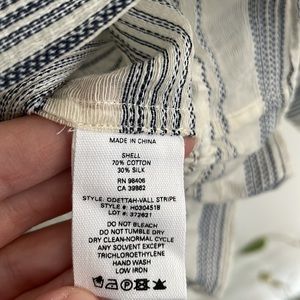 MADE IN CHINA
SHELL
70% COTTON
30% SILK
RN 98406
CA 39862
STYLE: ODETTAH-VALL STRIPE
STYLE #: H0304518
LOT #: 372621
DO NOT BLEACH
DO NOT TUMBLE DRY
DRY CLEAN-NORMAL CYCLE
ANY SOLVENT EXCEPT
TRICHLOROETHYLENE
HAND WASH
LOW IRON